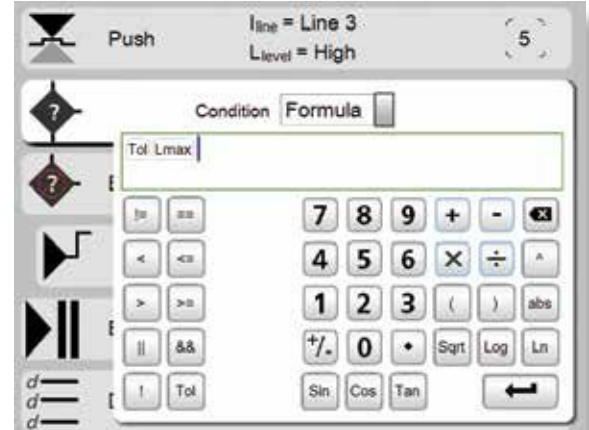 Push
Iline = Line 3
Llevel = High
5
?
Condition Formula
Tol Lmax
?
!= == 7 8 9 + -
< <= 4 5 6 × ÷ ^
> >= 1 2 3 ( ) abs
|| && +/- 0 • Sqrt Log Ln
! Tol Sin Cos Tan
d
d
d